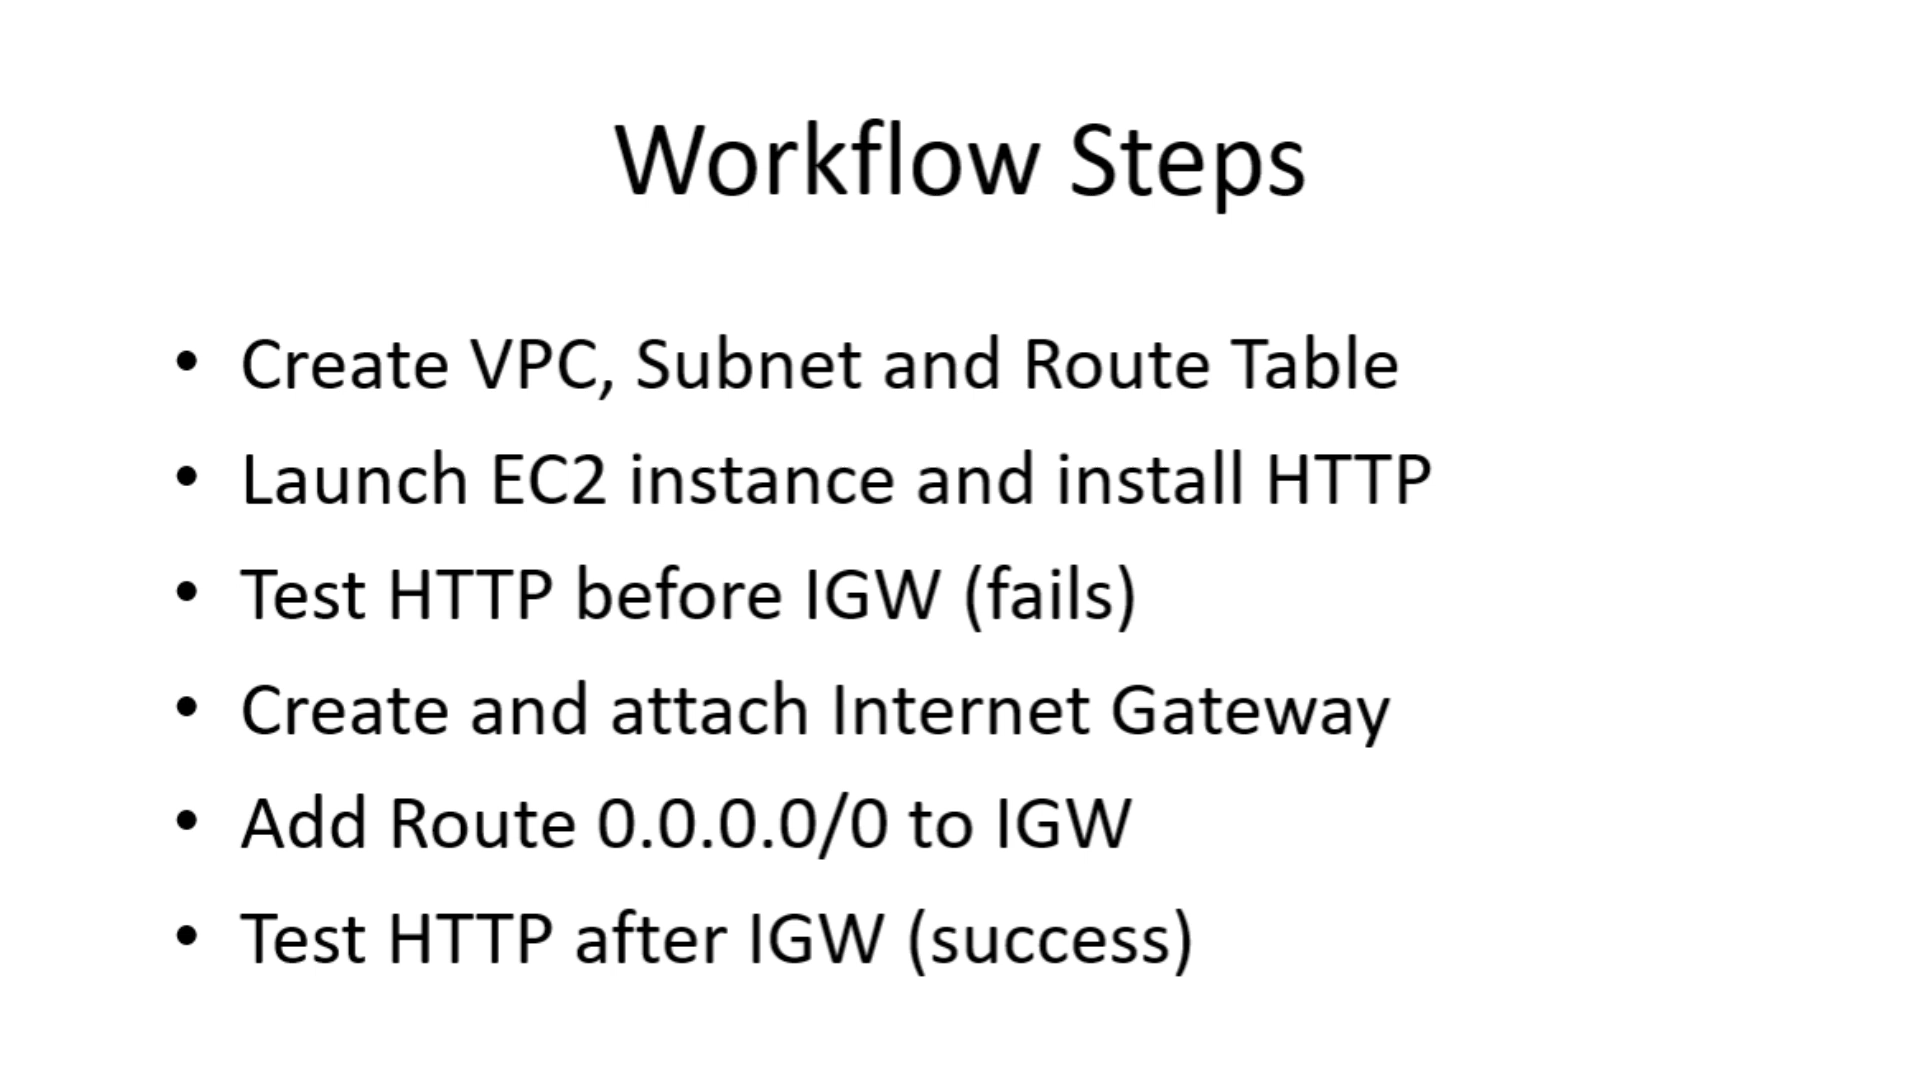 Workflow Steps
• Create VPC, Subnet and Route Table
• Launch EC2 instance and install HTTP
• Test HTTP before IGW (fails)
• Create and attach Internet Gateway
• Add Route 0.0.0.0/0 to IGW
• Test HTTP after IGW (success)